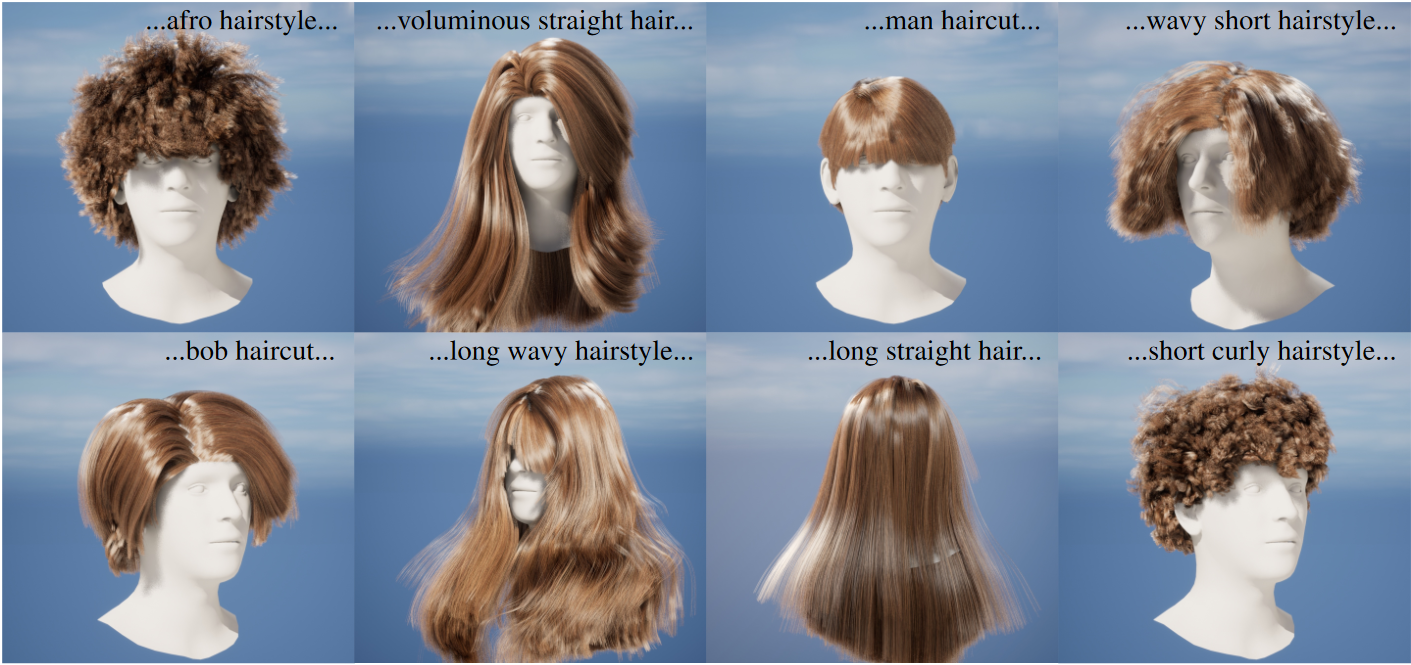 ...afro hairstyle...
...voluminous straight hair...
...man haircut...
...wavy short hairstyle...
...bob haircut...
...long wavy hairstyle...
...long straight hair...
...short curly hairstyle...